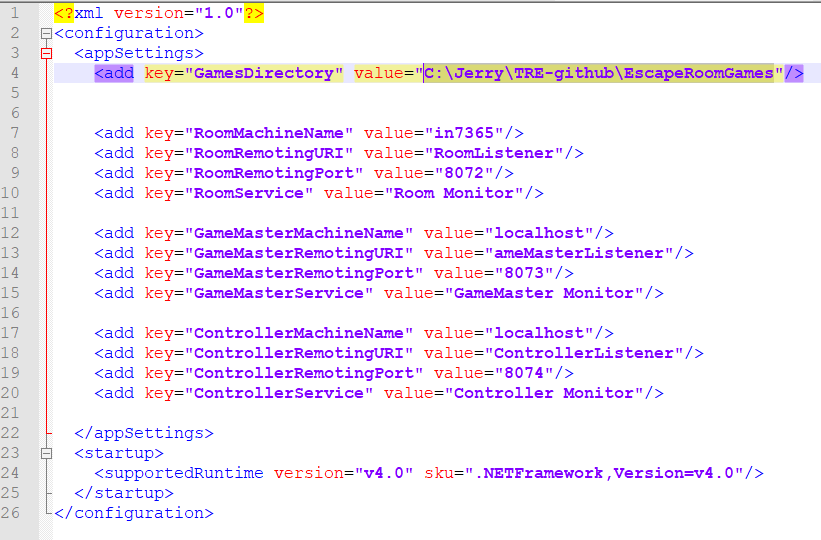 1 <?xml version="1.0"?>
2 <configuration>
3 <appSettings>
4 <add key="GamesDirectory" value="C:\Jerry\TRE-github\EscapeRoomGames"/>
5
6
7 <add key="RoomMachineName" value="in7365"/>
8 <add key="RoomRemotingURI" value="RoomListener"/>
9 <add key="RoomRemotingPort" value="8072"/>
10 <add key="RoomService" value="Room Monitor"/>
11
12 <add key="GameMasterMachineName" value="localhost"/>
13 <add key="GameMasterRemotingURI" value="ameMasterListener"/>
14 <add key="GameMasterRemotingPort" value="8073"/>
15 <add key="GameMasterService" value="GameMaster Monitor"/>
16
17 <add key="ControllerMachineName" value="localhost"/>
18 <add key="ControllerRemotingURI" value="ControllerListener"/>
19 <add key="ControllerRemotingPort" value="8074"/>
20 <add key="ControllerService" value="Controller Monitor"/>
21
22 </appSettings>
23 <startup>
24 <supportedRuntime version="v4.0" sku=".NETFramework,Version=v4.0"/>
25 </startup>
26 </configuration>